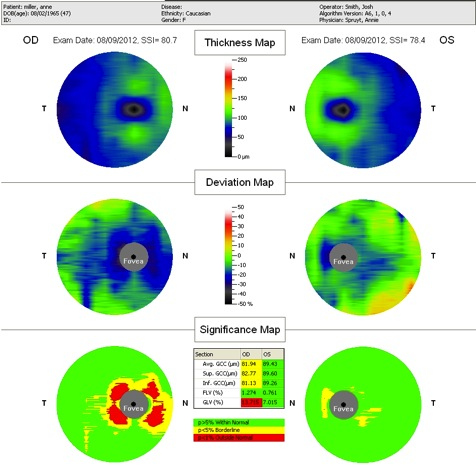 Patient: miller, anne Disease: Operator: Smith, Josh
DOB(age): 08/02/1965 (47) Ethnicity: Caucasian Algorithm Version: A6, 1, 0, 4
ID: Gender: F Physician: Spruyt, Annie
OD Exam Date: 08/09/2012, SSI= 80.7 Thickness Map Exam Date: 08/09/2012, SSI= 78.4 OS
250
200
T N 150 N T
100
50
0 µm
Deviation Map
50
40
30
20
10
T Fovea N 0 N Fovea T
-10
-20
-30
-40
-50 %
Significance Map
Section OD OS
Avg. GCC (µm) 81.94 89.43
Sup. GCC(µm) 82.77 89.60
Inf. GCC(µm) 81.13 89.26
FLV (%) 1.274 0.761
GLV (%) 7.015
T Fovea N N Fovea T
p>5% Within Normal
p<5% Borderline
Outside Normal